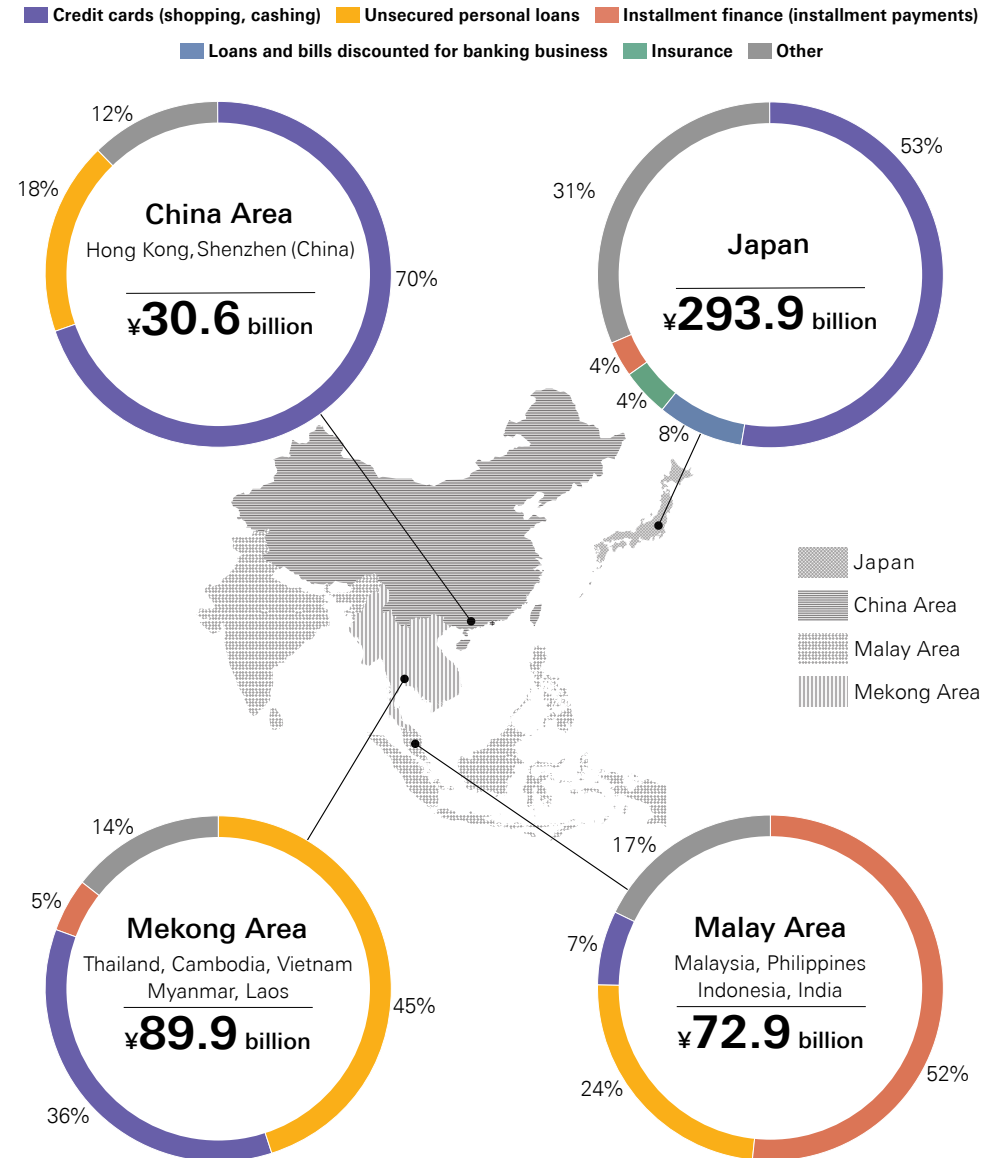 Credit cards (shopping, cashing) Unsecured personal loans Installment finance (installment payments)
Loans and bills discounted for banking business Insurance Other
12%
18%
China Area
Hong Kong, Shenzhen (China)
¥30.6 billion
70%
53%
31%
Japan
¥293.9 billion
4%
4%
8%
Japan
China Area
Malay Area
Mekong Area
14%
5%
Mekong Area
Thailand, Cambodia, Vietnam
Myanmar, Laos
¥89.9 billion
45%
36%
17%
7%
Malay Area
Malaysia, Philippines
Indonesia, India
¥72.9 billion
24%
52%